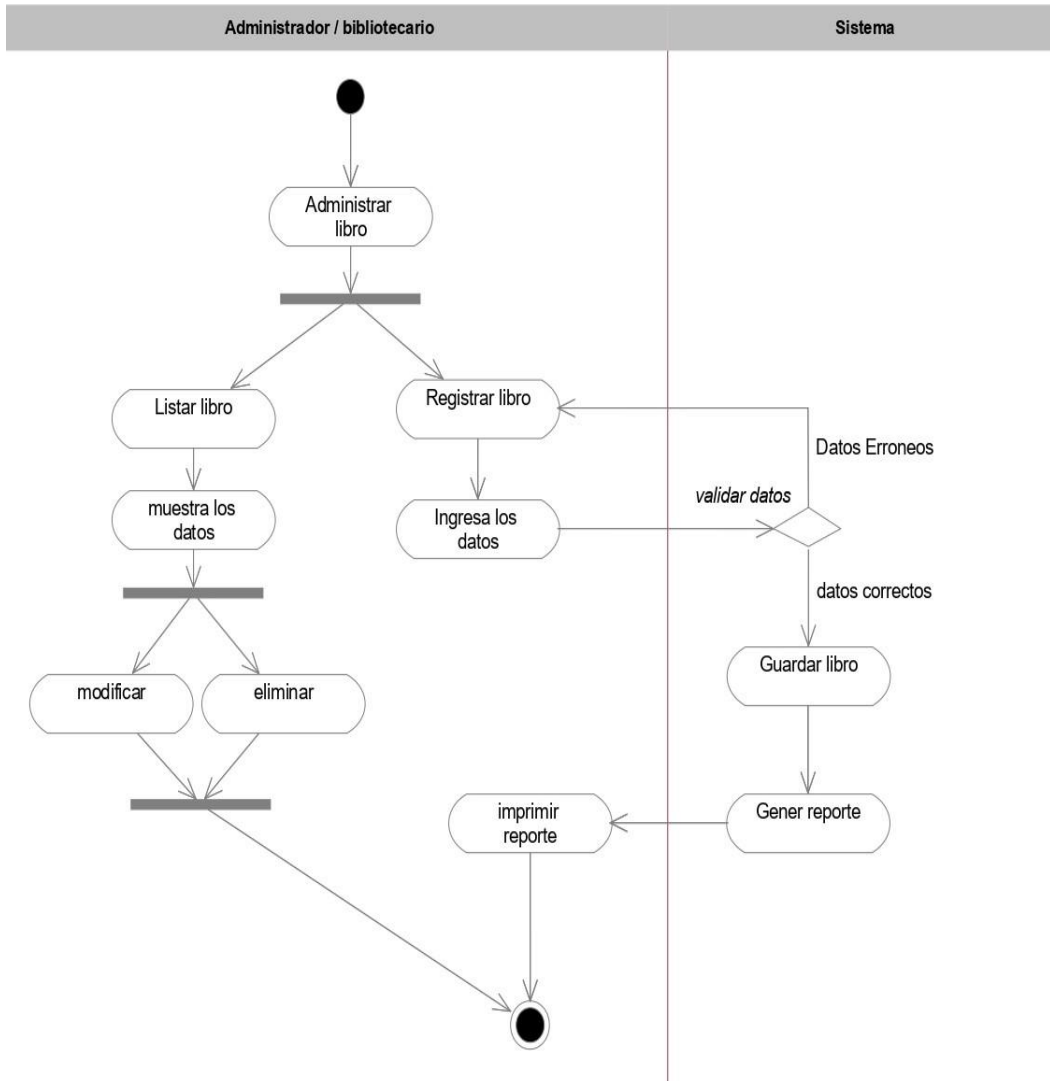 Administrador / bibliotecario
Sistema
Administrar
libro
Listar libro
Registrar libro
Datos Erroneos
muestra los
datos
Ingresa los
datos
validar datos
datos correctos
modificar
eliminar
Guardar libro
imprimir
reporte
Gener reporte